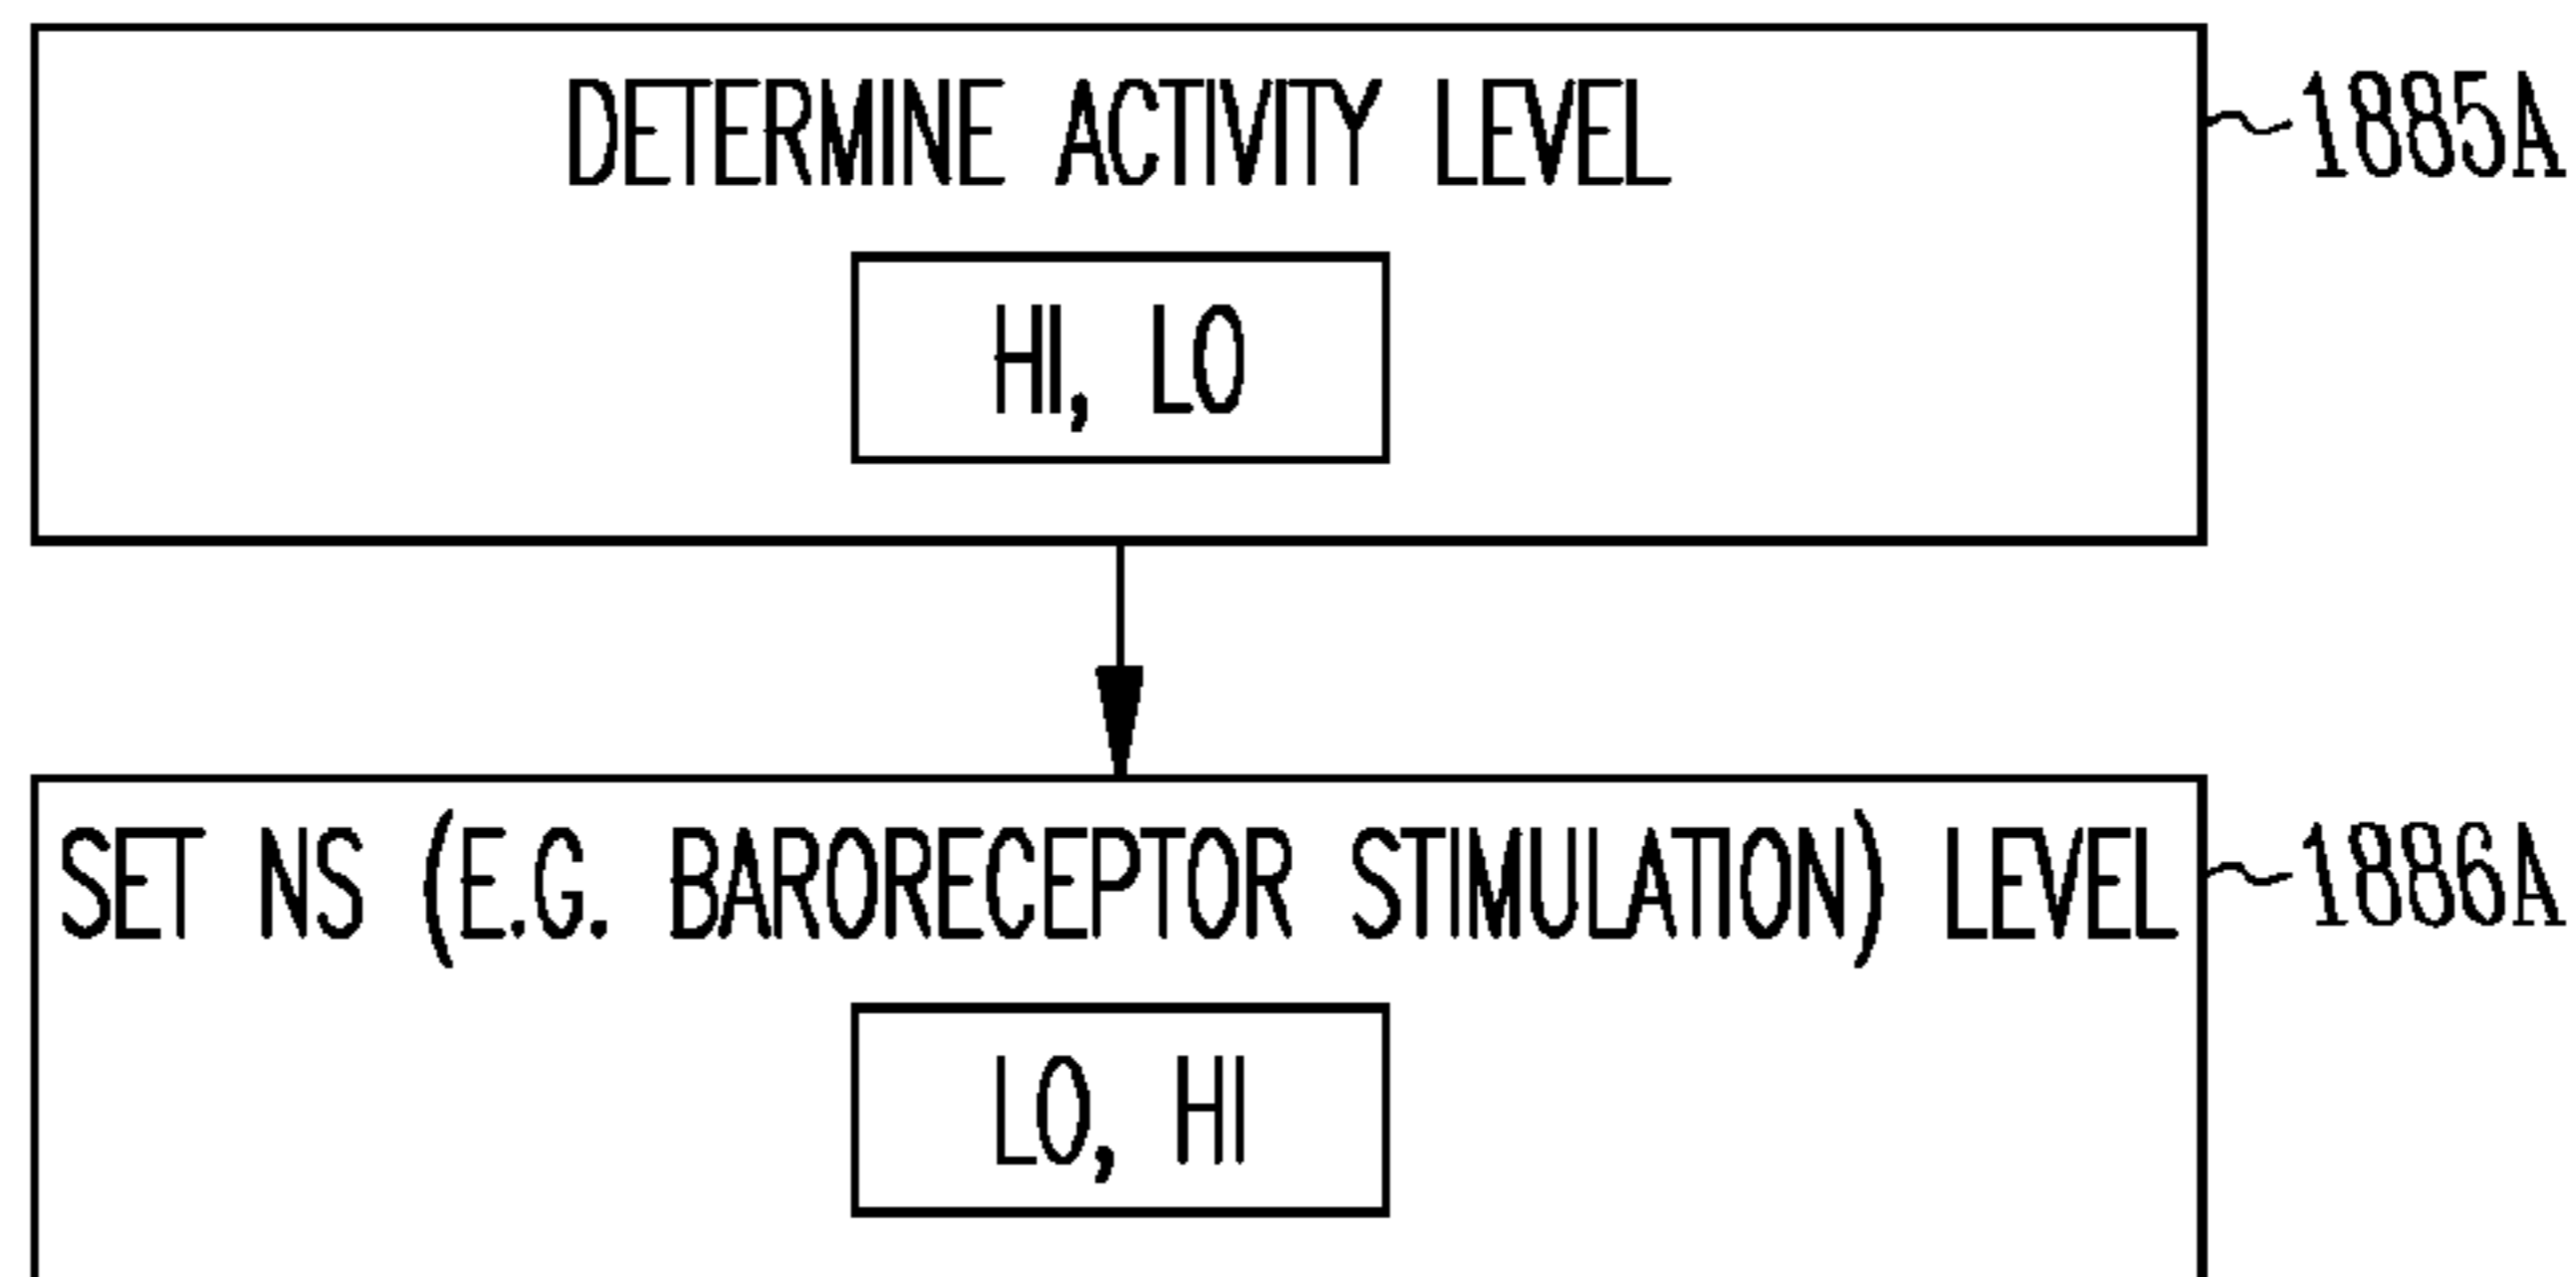 DETERMINE ACTIVITY LEVEL 1885A
HI, LO
SET NS (E.G. BARORECEPTOR STIMULATION) LEVEL 1886A
LO, HI